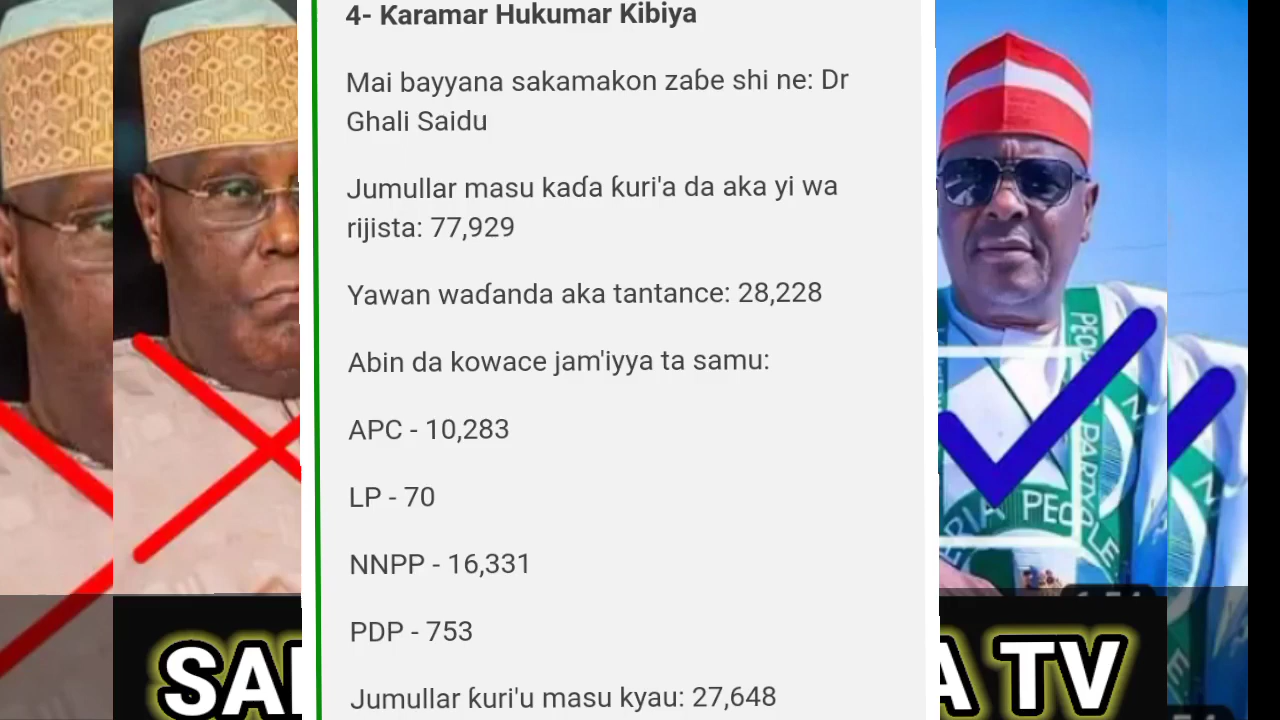 4- Karamar Hukumar Kibiya
Mai bayyana sakamakon zaɓe shi ne: Dr
Ghali Saidu
Jumullar masu kaɗa ƙuri'a da aka yi wa
rijista: 77,929
Yawan waɗanda aka tantance: 28,228
Abin da kowace jam'iyya ta samu:
APC - 10,283
LP - 70
NNPP - 16,331
PDP - 753
Jumullar ƙuri'u masu kyau: 27,648
TV